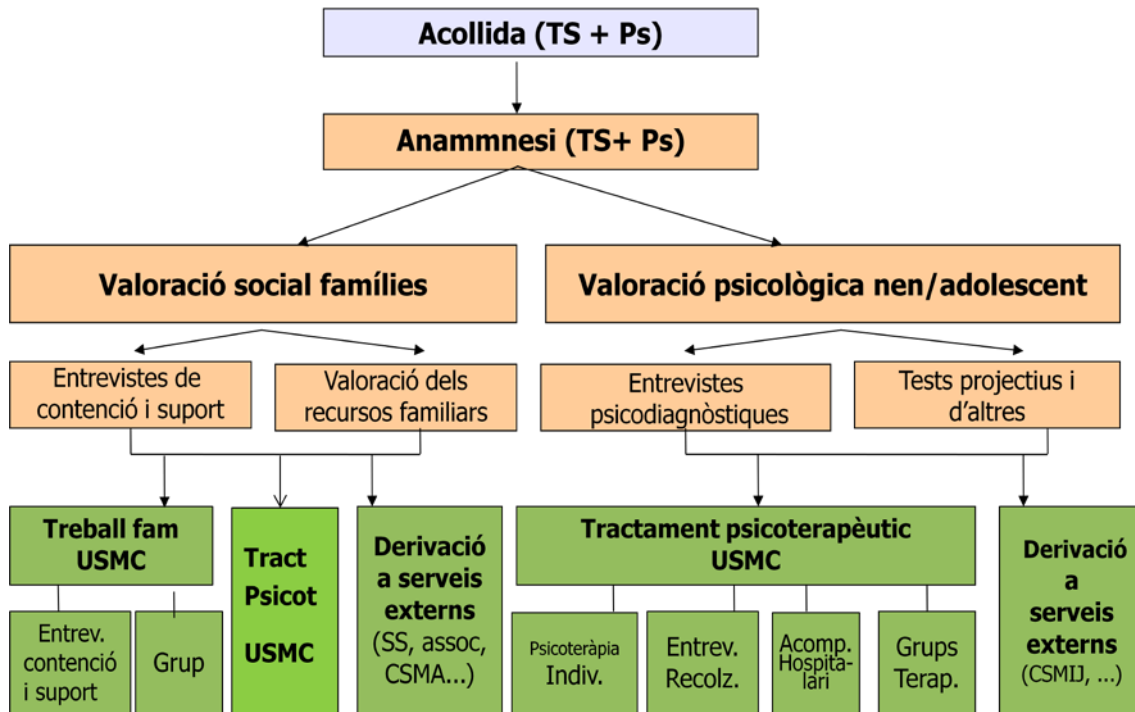 Acollida (TS + Ps)
Anammnesi (TS+ Ps)
Valoració social famílies
Valoració psicològica nen/adolescent
Entrevistes de
contenció i suport
Valoració dels
recursos familiars
Entrevistes
psicodiagnòstiques
Tests projectius i
d’altres
Treball fam
USMC
Tract
Psicot
USMC
Derivació
a serveis
externs
(SS, assoc,
CSMA...)
Tractament psicoterapèutic
USMC
Derivació
a
serveis
externs
(CSMIJ, ...)
Entrev.
contenció
i suport
Grup
Psicoteràpia
Indiv.
Entrev.
Recolz.
Acomp.
Hospita-
lari
Grups
Terap.